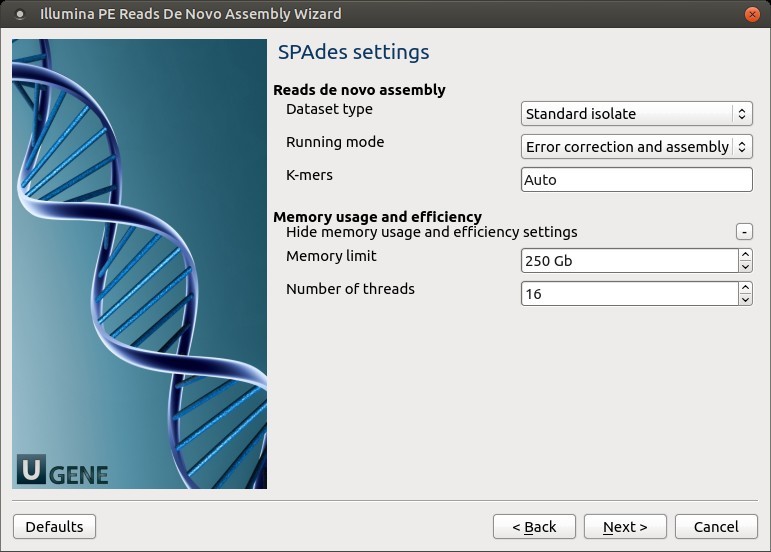 Illumina PE Reads De Novo Assembly Wizard
SPAdes settings
Reads de novo assembly
Dataset type Standard isolate
Running mode Error correction and assembly
K-mers Auto
Memory usage and efficiency
Hide memory usage and efficiency settings -
Memory limit 250 Gb
Number of threads 16
U GENE
Defaults < Back Next > Cancel